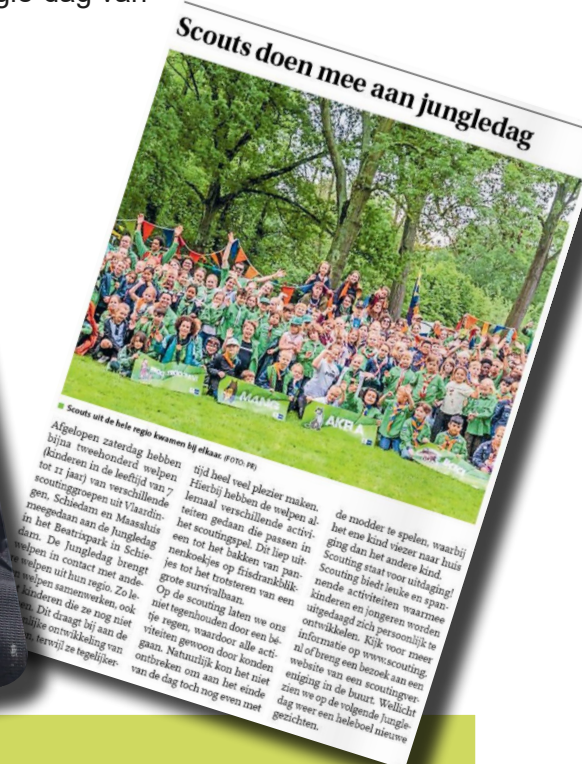 gio-dag van
Scouts doen mee aan jungledag
MANG
AKELA
Scouts uit de hele regio kwamen bij elkaar. (FOTO: PR)
Afgelopen zaterdag hebben
bijna tweehonderd welpen
(kinderen in de leeftijd van 7
tot 11 jaar) van verschillende
scoutinggroepen uit Vlaardin-
gen, Schiedam en Maassluis
meegedaan aan de Jungledag
in het Beatrixpark in Schie-
dam. De Jungledag brengt
welpen in contact met ande-
welpen uit hun regio. Zo le-
welpen samenwerken, ook
kinderen die ze nog niet
Dit draagt bij aan de
ontwikkeling van
terwijl ze tegelijker-
tijd heel veel plezier maken.
Hierbij hebben de welpen al-
lemaal verschillende activi-
teiten gedaan die passen in
het scoutingspel. Dit liep uit-
een tot het bakken van pan-
nenkoekjes op frisdrankblik-
jes tot het trotsteren van een
grote survivalbaan.
Op de scouting laten we ons
niet tegenhouden door een bé-
tje regen, waardoor alle acti-
viteiten gewoon door konden
gaan. Natuurlijk kon het niet
ontbreken om aan het einde
van de dag toch nog even met
de modder te spelen, waarbij
het ene kind viezer naar huis
ging dan het andere kind.
Scouting staat voor uitdaging!
Scouting biedt leuke en span-
nende activiteiten waarmee
kinderen en jongeren worden
uitgedaagd zich persoonlijk te
ontwikkelen. Kijk voor meer
informatie op www.scouting.
nl of breng een bezoek aan een
website van een scoutingver-
eniging in de buurt. Wellicht
zien we op de volgende Jungle-
dag weer een heleboel nieuwe
gezichten.